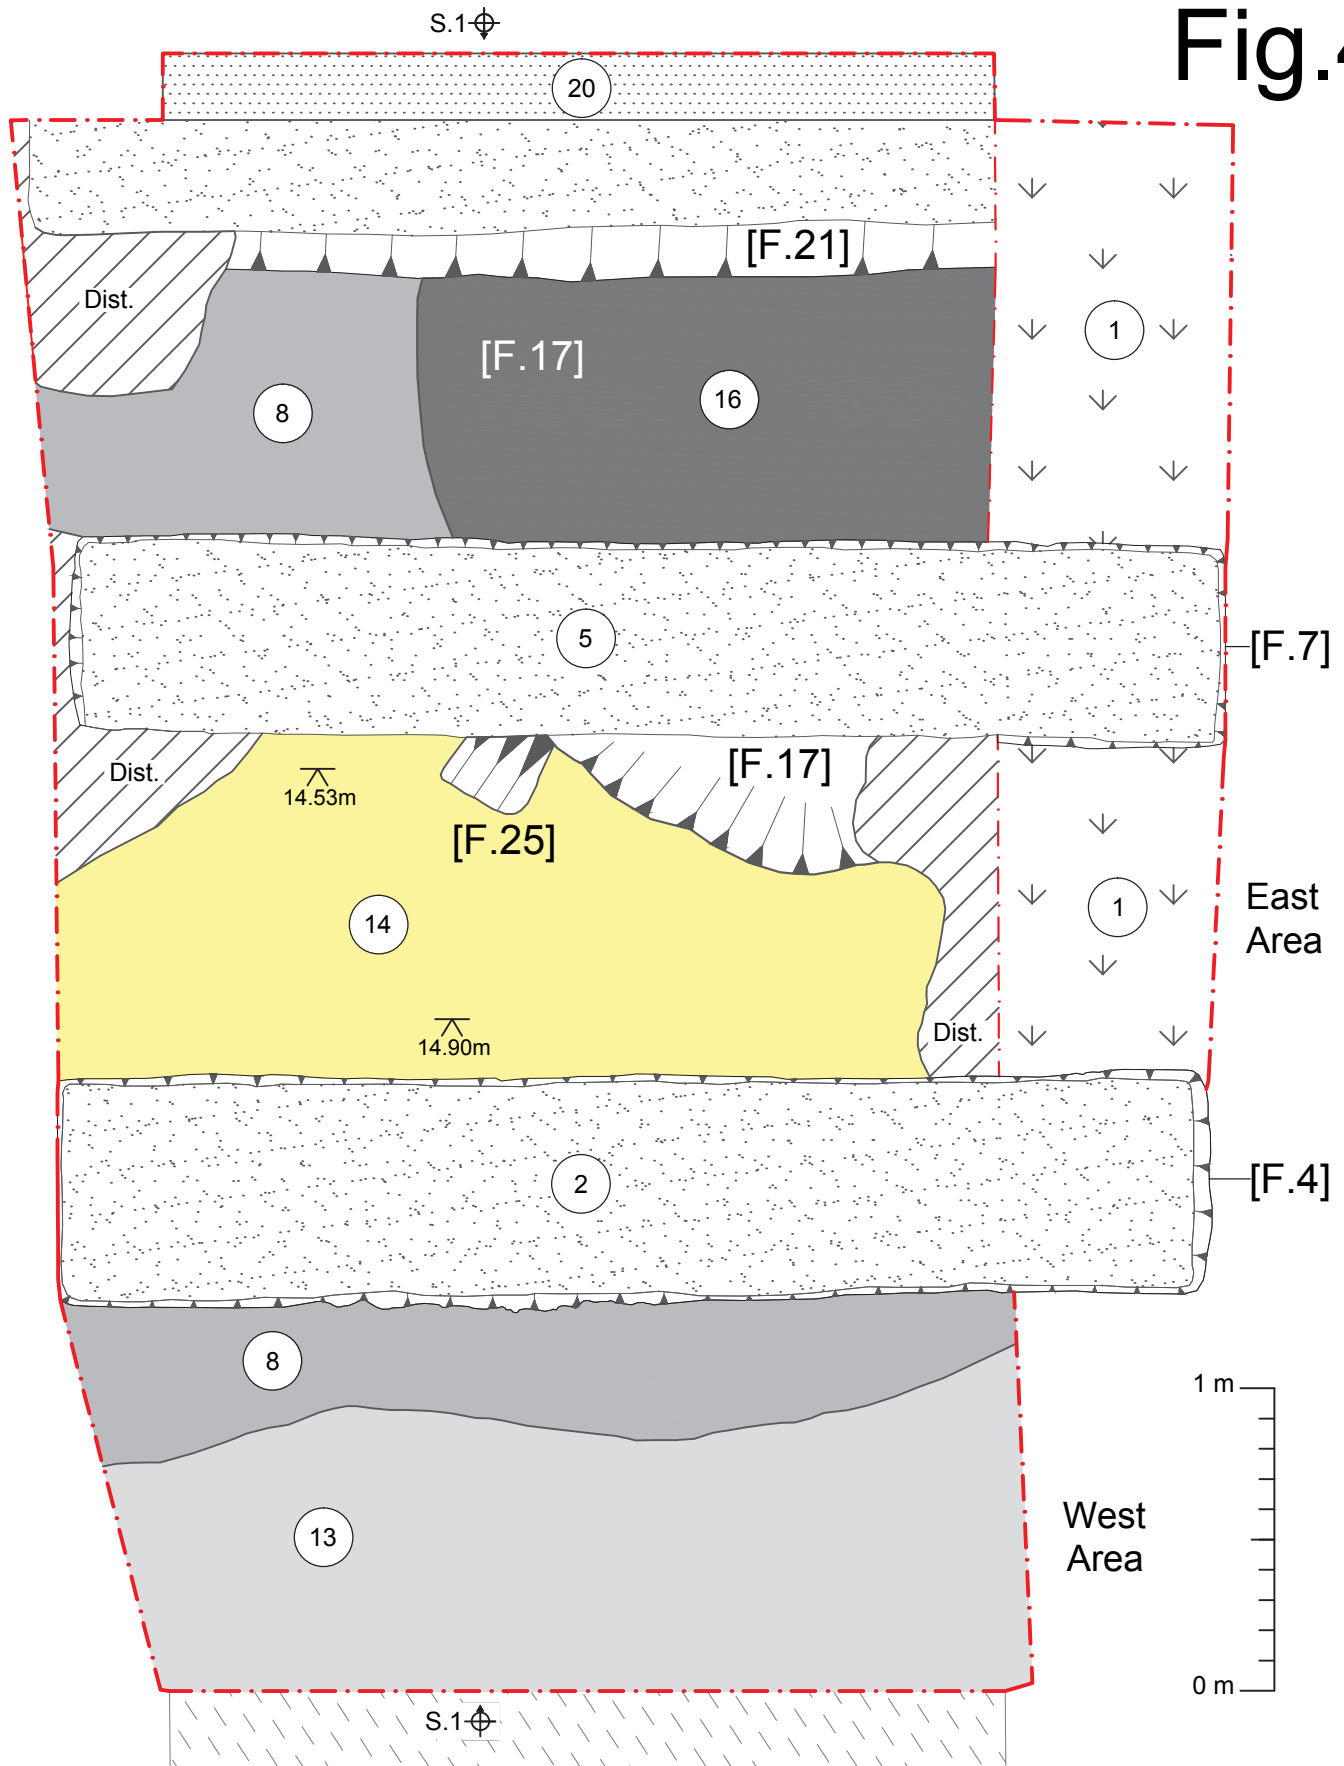 S.1
Fig.4
20
[F.21]
Dist.
1
[F.17]
16
8
5
[F.7]
[F.17]
Dist.
14.53m
[F.25]
East
Area
14
1
Dist.
14.90m
2
[F.4]
8
1 m
13
West
Area
0 m
S.1